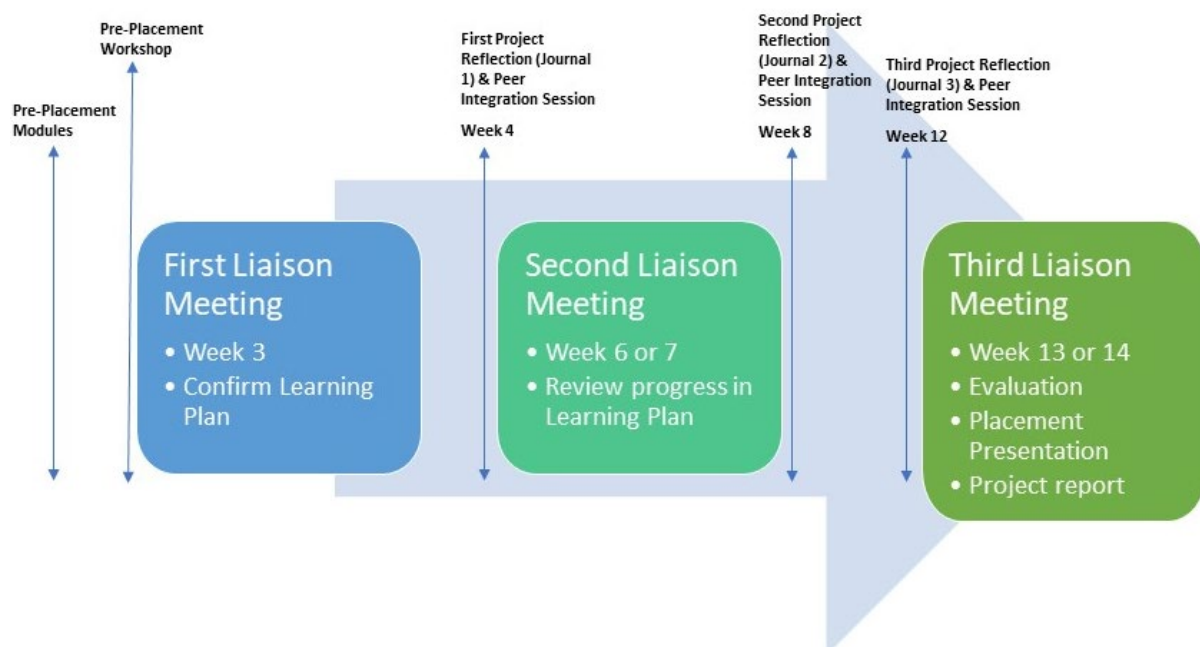 Pre-Placement
Modules
Pre-Placement
Workshop
First Project
Reflection (Journal
1) & Peer
Integration Session
Week 4
Second Project
Reflection
(Journal 2) &
Peer Integration
Session
Week 8
Third Project Reflection
(Journal 3) & Peer
Integration Session
Week 12
First Liaison
Meeting
• Week 3
• Confirm Learning
Plan
Second Liaison
Meeting
• Week 6 or 7
• Review progress in
Learning Plan
Third Liaison
Meeting
• Week 13 or 14
• Evaluation
• Placement
Presentation
• Project report